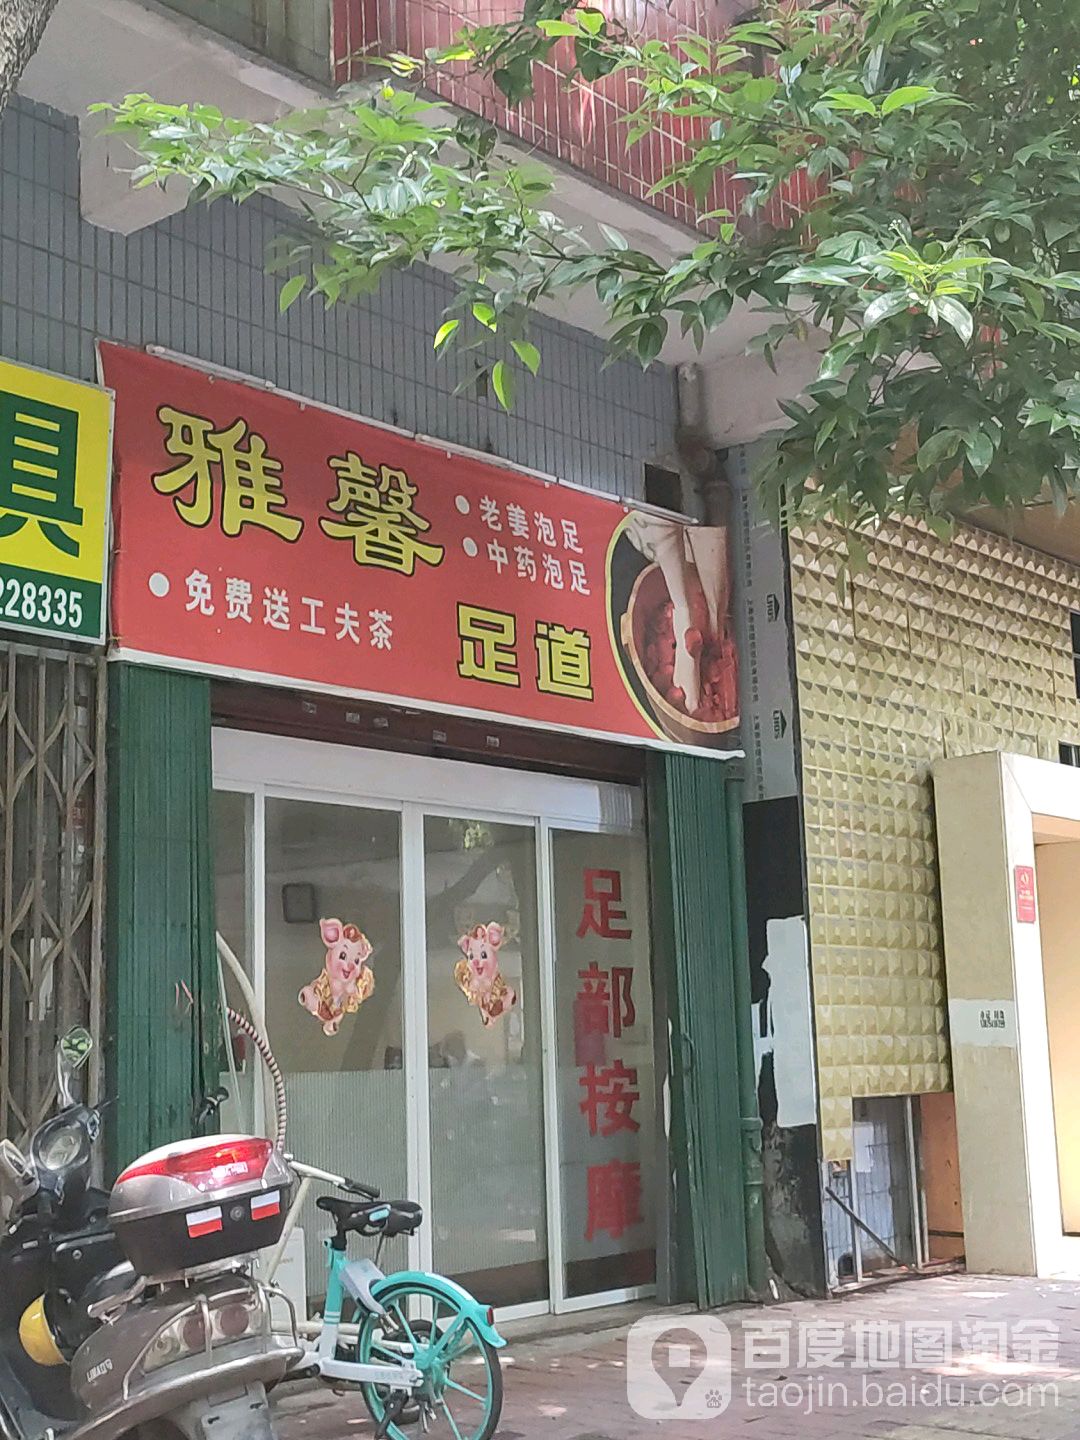 具
228335
雅馨
老姜泡足
中药泡足
免费送工夫茶
足道
足部按摩
百度地图淘金
taojin.baidu.com